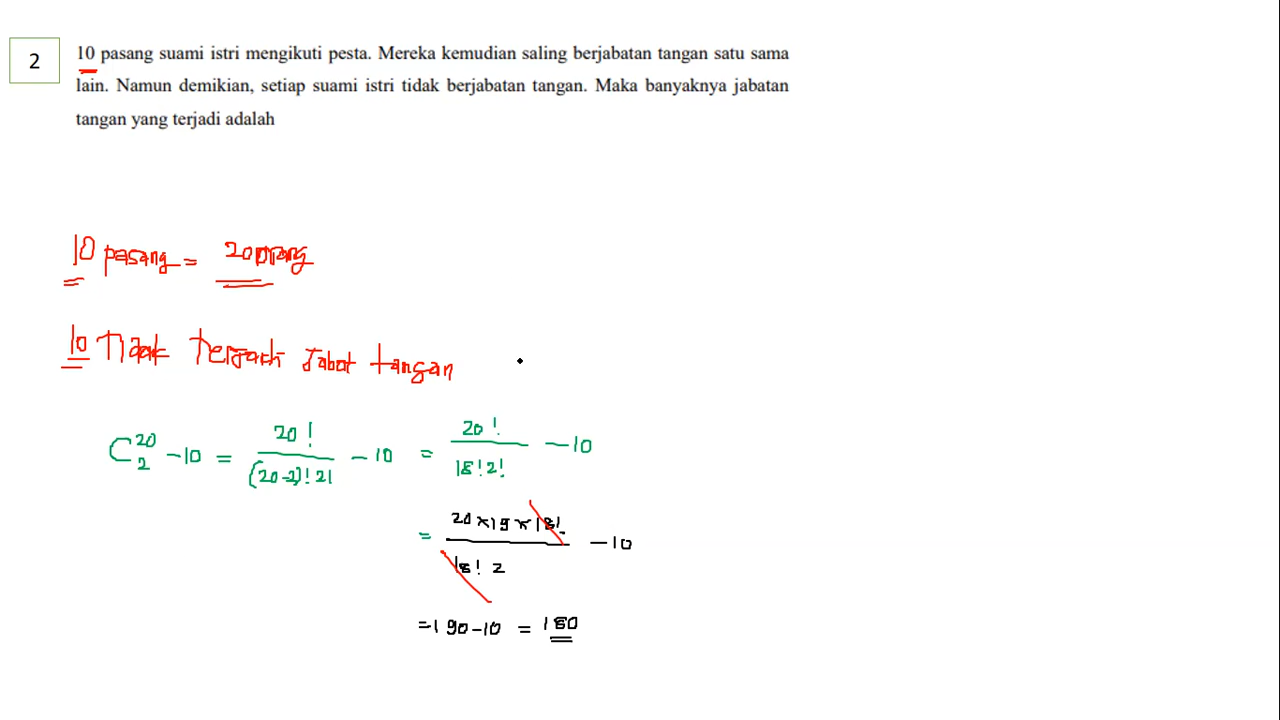 2
10 pasang suami istri mengikuti pesta. Mereka kemudian saling berjabatan tangan satu sama
lain. Namun demikian, setiap suami istri tidak berjabatan tangan. Maka banyaknya jabatan
tangan yang terjadi adalah
10 pasang = 20 orang
10 Tidak Terjadi Jabat tangan
C 20 2 - 10 = 20! / (20-2)! 2! - 10 = 20! / 18! 2! - 10
= 20 × 19 × 18! / 18! 2 - 10
= 190 - 10 = 180